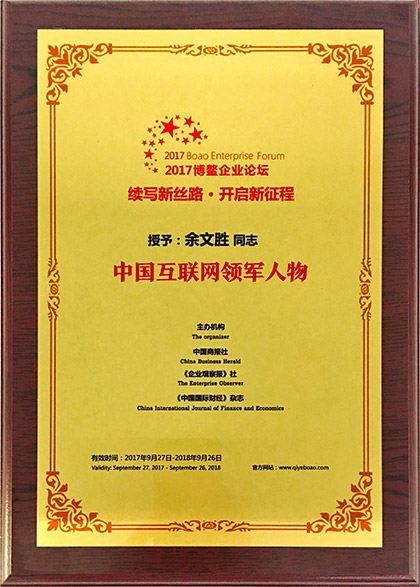 2017 Boao Enterprise Forum
2017博鳌企业论坛
续写新丝路·开启新征程
授予：余文胜 同志
中国互联网领军人物
主办机构
The organizer
中国商报社
China Business Herald
《企业观察报》社
The Enterprise Observer
《中国国际财经》杂志
China International Journal of Finance and Economics
有效时间：2017年9月27日-2018年9月26日
Validity: September 27, 2017 - September 26, 2018
官方网站：www.qiyeboao.com